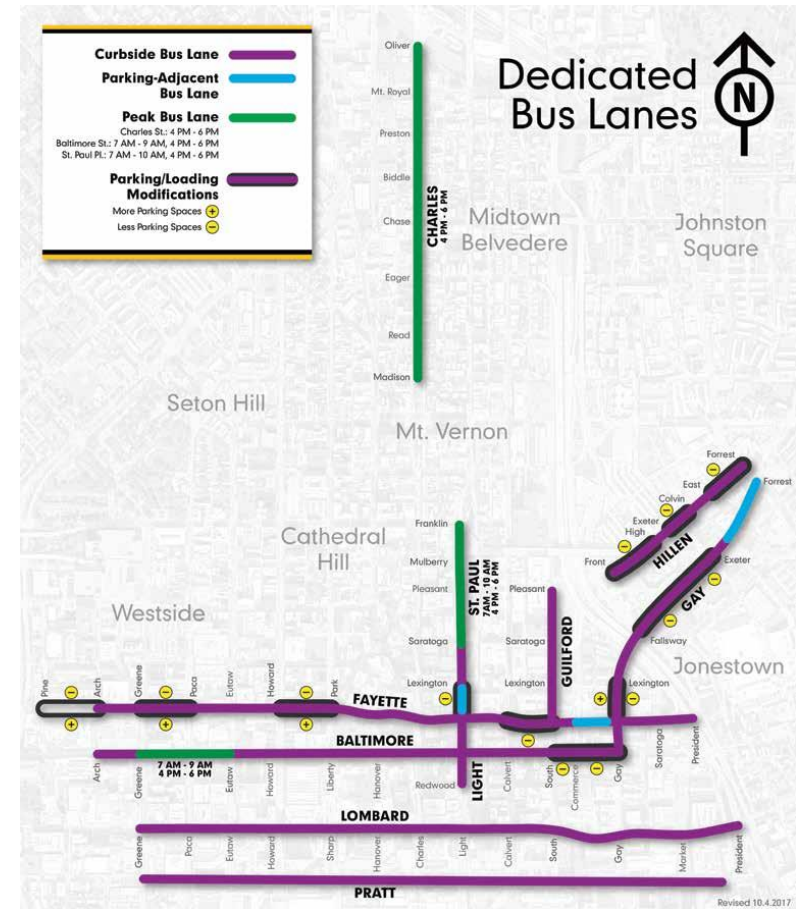 Dedicated
Bus Lanes
N
Curbside Bus Lane
Parking-Adjacent
Bus Lane
Peak Bus Lane
Charles St.: 4 PM - 6 PM
Baltimore St.: 7 AM - 9 AM, 4 PM - 6 PM
St. Paul Pl.: 7 AM - 10 AM, 4 PM - 6 PM
Parking/Loading
Modifications
More Parking Spaces +
Less Parking Spaces −
Oliver
Mt. Royal
Preston
Biddle
Chase
Eager
Read
Madison
CHARLES
4 PM - 6 PM
Midtown
Belvedere
Johnston
Square
Seton Hill
Mt. Vernon
Cathedral
Hill
Westside
Jonestown
Forrest
East
Colvin
Exeter
High
Front
HILLEN
− − −
Forrest
Exeter
GAY
Fallsway
− −
Lexington
+ −
Franklin
Mulberry
Pleasant
Saratoga
Lexington
−
ST. PAUL
7AM - 10 AM
4 PM - 6 PM
Pleasant
Saratoga
Lexington
GUILFORD
Pine
Arch
Greene
Paca
Eutaw
Howard
Park
− − −
+ + +
FAYETTE
−
Saratoga
President
BALTIMORE
7 AM - 9 AM
4 PM - 6 PM
Arch
Greene
Eutaw
Howard
Liberty
Hanover
Redwood
LIGHT
Calvert
South
Commerce
Gay
− −
LOMBARD
Greene
Paca
Eutaw
Howard
Sharp
Hanover
Charles
Light
Calvert
South
Gay
Market
President
PRATT
Revised 10.4.2017